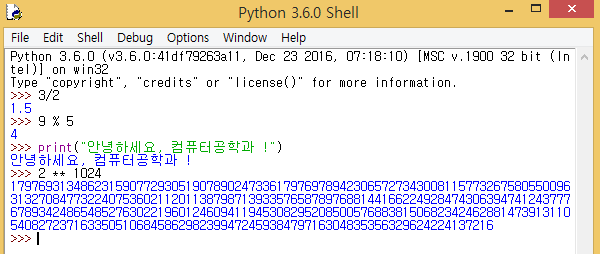 Python 3.6.0 Shell
File Edit Shell Debug Options Window Help
Python 3.6.0 (v3.6.0:41df79263a11, Dec 23 2016, 07:18:10) [MSC v.1900 32 bit (In
tel)] on win32
Type "copyright", "credits" or "license()" for more information.
>>> 3/2
1.5
>>> 9 % 5
4
>>> print("안녕하세요, 컴퓨터공학과 !")
안녕하세요, 컴퓨터공학과 !
>>> 2 ** 1024
17976931348623159077293051907890247336179769789423065727343008115773267580550096
31327084773224075360211201138798713933576587897688144166224928474306394741243777
67893424865485276302219601246094119453082952085005768838150682342462881473913110
540827237163350510684586298239947245938479716304835356329624224137216
>>>